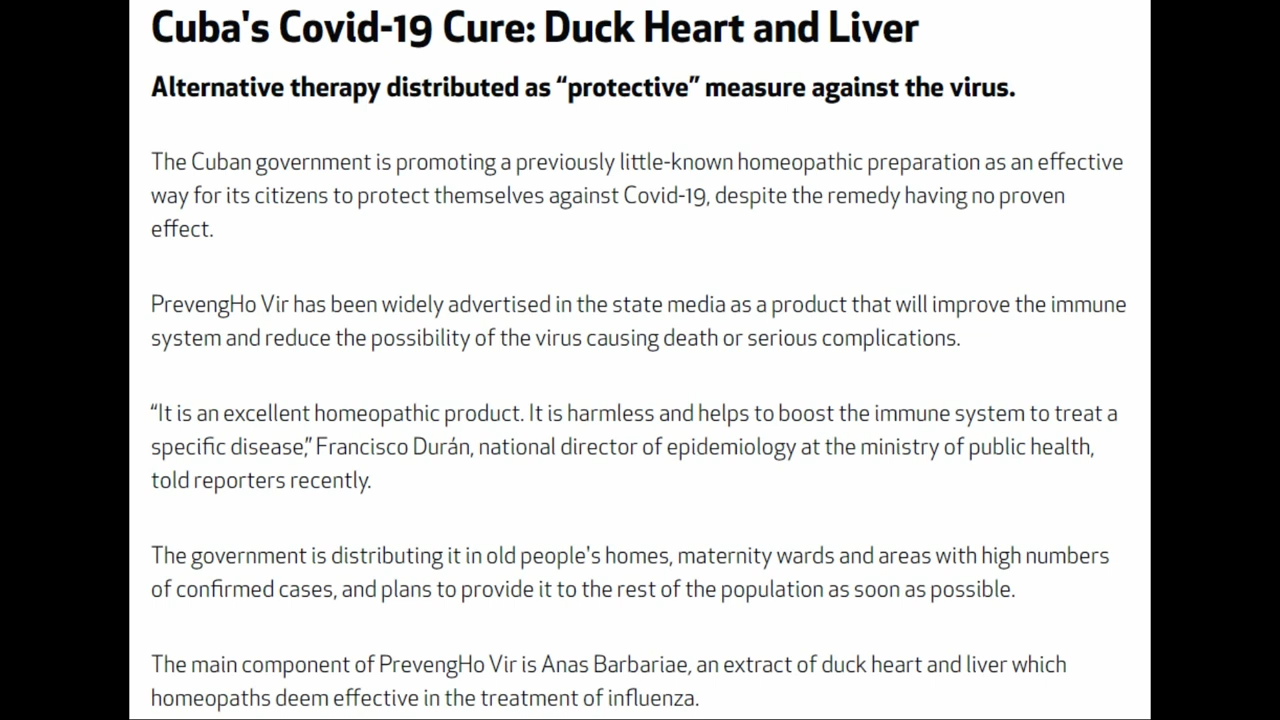 Cuba's Covid-19 Cure: Duck Heart and Liver
Alternative therapy distributed as “protective” measure against the virus.
The Cuban government is promoting a previously little-known homeopathic preparation as an effective
way for its citizens to protect themselves against Covid-19, despite the remedy having no proven
effect.
PrevengHo Vir has been widely advertised in the state media as a product that will improve the immune
system and reduce the possibility of the virus causing death or serious complications.
“It is an excellent homeopathic product. It is harmless and helps to boost the immune system to treat a
specific disease,” Francisco Durán, national director of epidemiology at the ministry of public health,
told reporters recently.
The government is distributing it in old people's homes, maternity wards and areas with high numbers
of confirmed cases, and plans to provide it to the rest of the population as soon as possible.
The main component of PrevengHo Vir is Anas Barbariae, an extract of duck heart and liver which
homeopaths deem effective in the treatment of influenza.